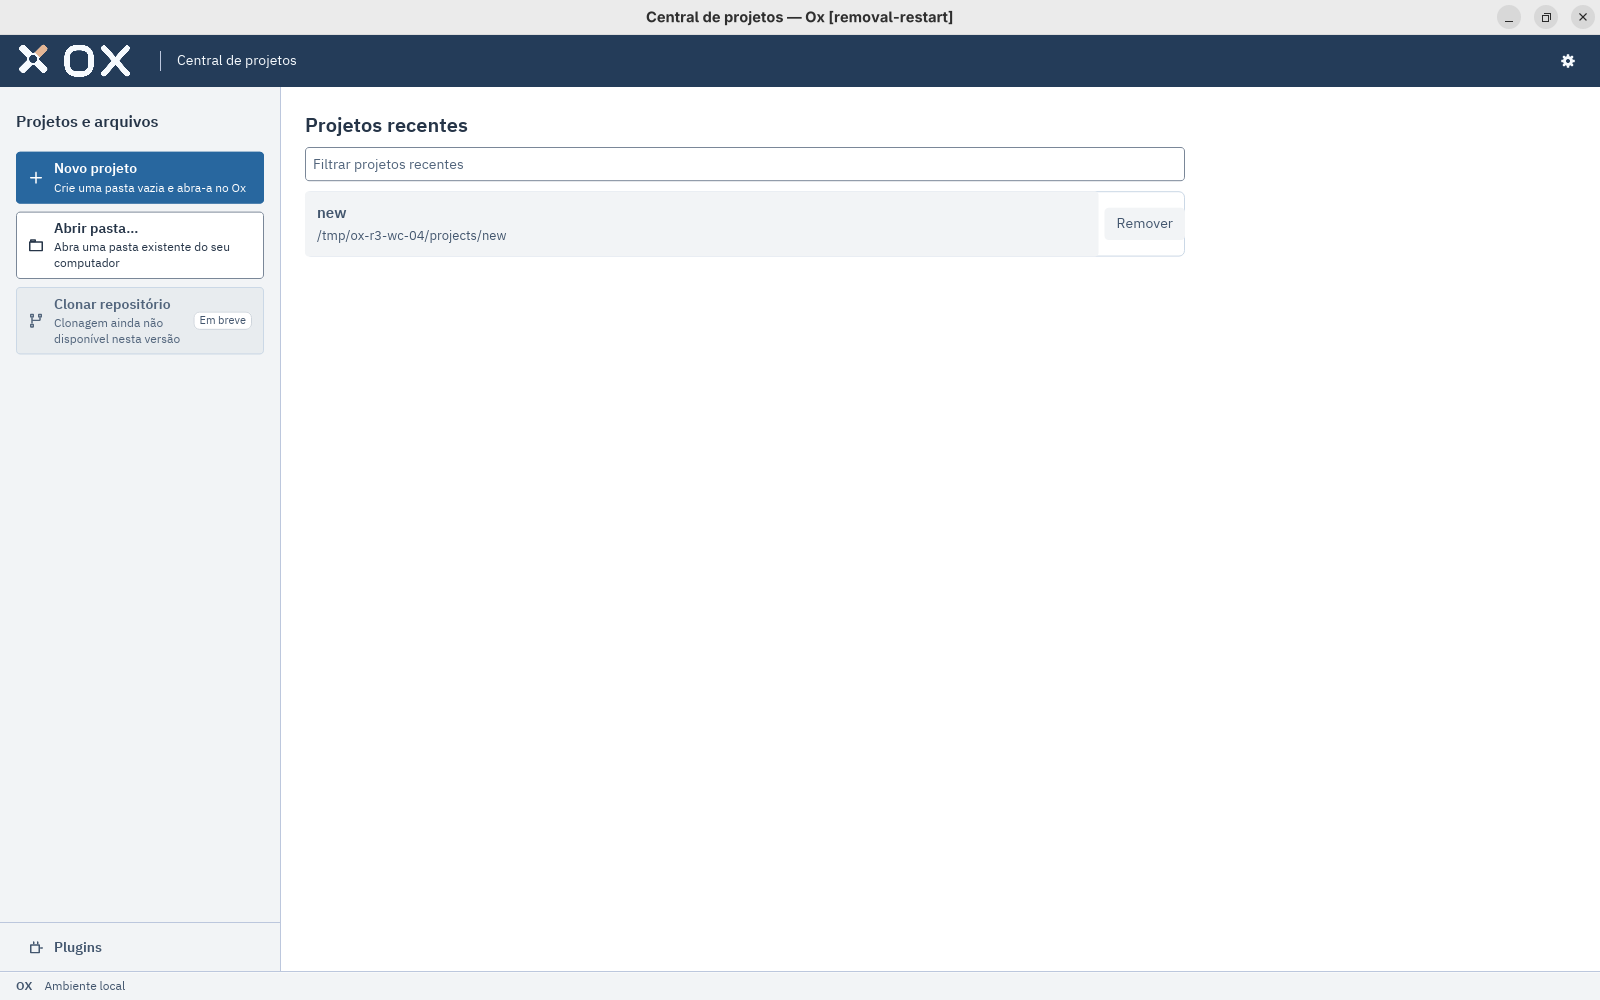 Central de projetos — Ox [removal-restart]
OX
Central de projetos
Projetos e arquivos
Novo projeto
Crie uma pasta vazia e abra-a no Ox
Abrir pasta...
Abra uma pasta existente do seu
computador
Clonar repositório
Clonagem ainda não
disponível nesta versão
Em breve
Projetos recentes
Filtrar projetos recentes
new
/tmp/ox-r3-wc-04/projects/new
Remover
Plugins
OX Ambiente local